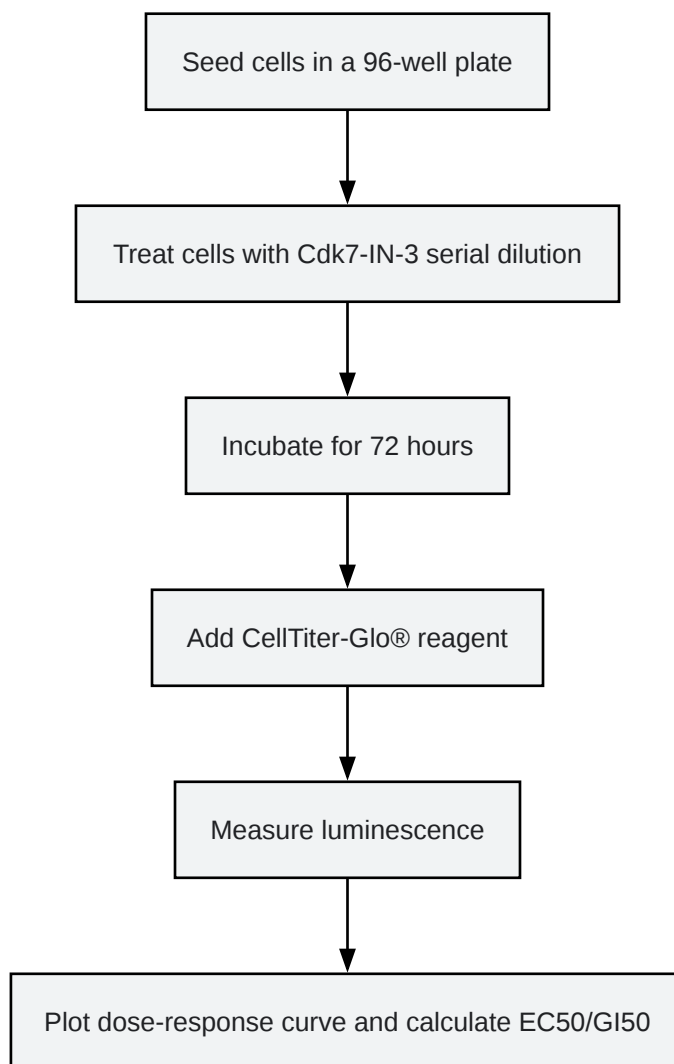 Seed cells in a 96-well plate
Treat cells with Cdk7-IN-3 serial dilution
Incubate for 72 hours
Add CellTiter-Glo® reagent
Measure luminescence
Plot dose-response curve and calculate EC50/GI50